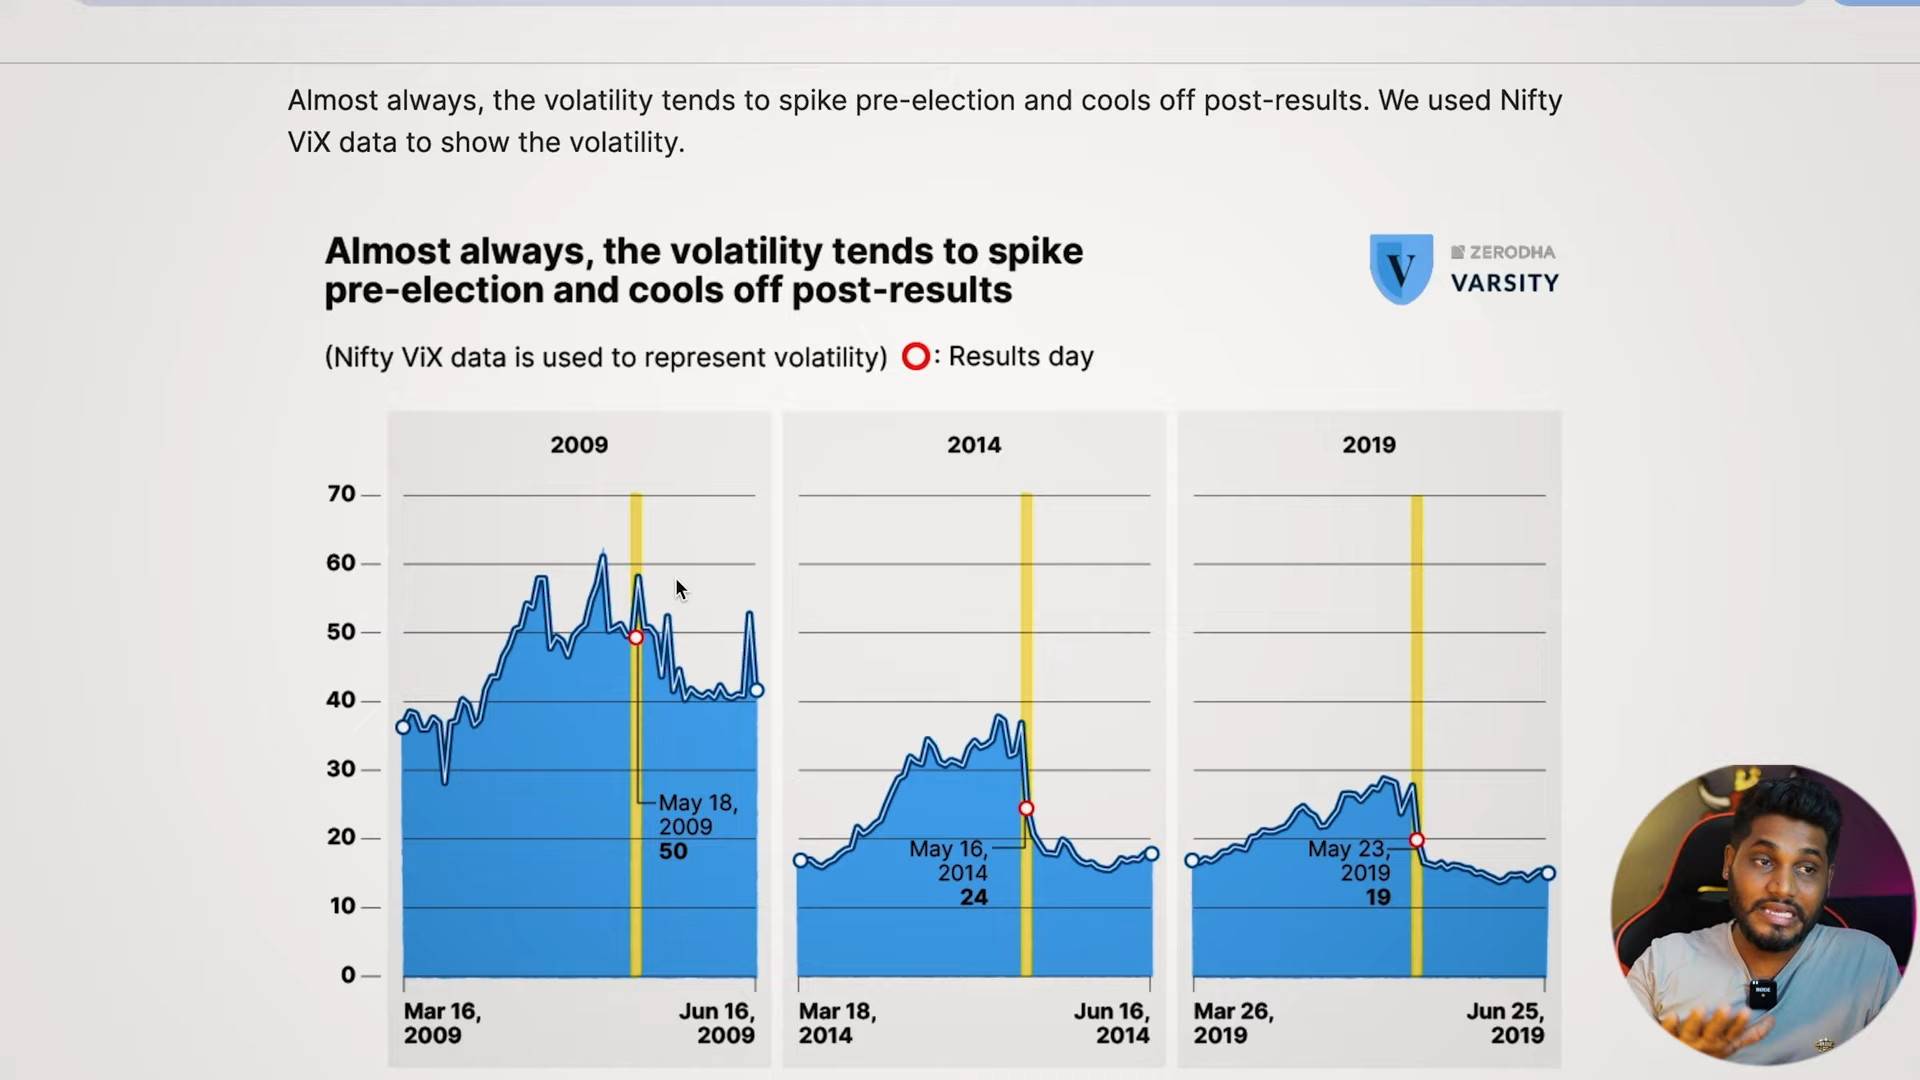 Almost always, the volatility tends to spike pre-election and cools off post-results. We used Nifty
ViX data to show the volatility.
Almost always, the volatility tends to spike
pre-election and cools off post-results
ZERODHA
V
VARSITY
(Nifty ViX data is used to represent volatility) : Results day
2009
2014
2019
70
60
50
40
30
20
10
0
May 18,
2009
50
May 16,
2014
24
May 23,
2019
19
Mar 16,
2009
Jun 16,
2009
Mar 18,
2014
Jun 16,
2014
Mar 26,
2019
Jun 25,
2019
RODE